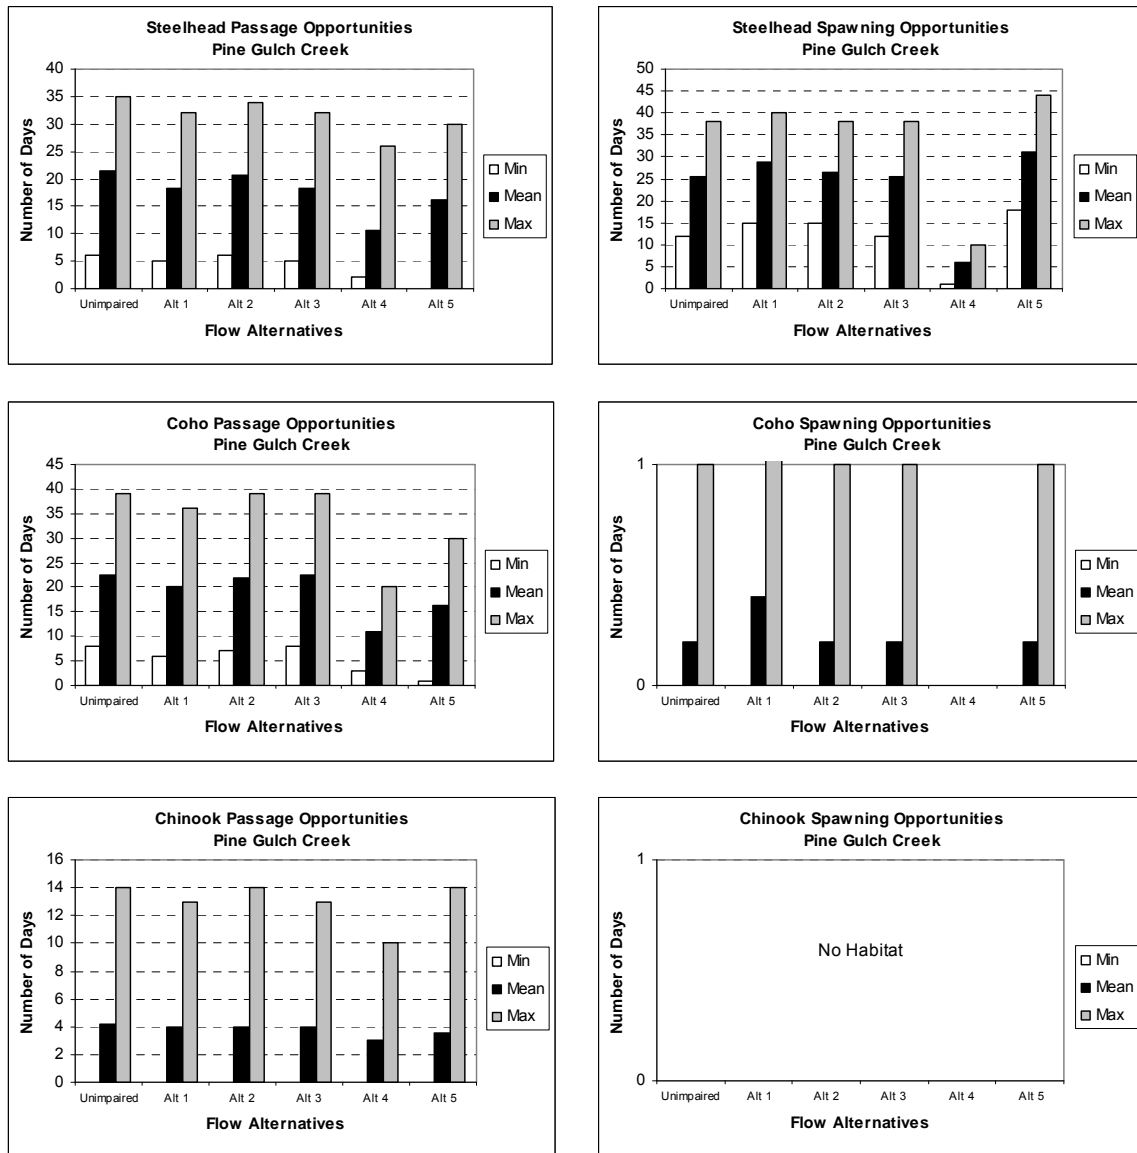 Steelhead Passage Opportunities
Pine Gulch Creek
40
35
30
25
20
15
10
5
0
Number of Days
Unimpaired Alt 1 Alt 2 Alt 3 Alt 4 Alt 5
Flow Alternatives
Min
Mean
Max
Steelhead Spawning Opportunities
Pine Gulch Creek
50
45
40
35
30
25
20
15
10
5
0
Number of Days
Unimpaired Alt 1 Alt 2 Alt 3 Alt 4 Alt 5
Flow Alternatives
Min
Mean
Max
Coho Passage Opportunities
Pine Gulch Creek
45
40
35
30
25
20
15
10
5
0
Number of Days
Unimpaired Alt 1 Alt 2 Alt 3 Alt 4 Alt 5
Flow Alternatives
Min
Mean
Max
Coho Spawning Opportunities
Pine Gulch Creek
1
0
Number of Days
Unimpaired Alt 1 Alt 2 Alt 3 Alt 4 Alt 5
Flow Alternatives
Min
Mean
Max
Chinook Passage Opportunities
Pine Gulch Creek
16
14
12
10
8
6
4
2
0
Number of Days
Unimpaired Alt 1 Alt 2 Alt 3 Alt 4 Alt 5
Flow Alternatives
Min
Mean
Max
Chinook Spawning Opportunities
Pine Gulch Creek
1
0
Number of Days
No Habitat
Unimpaired Alt 1 Alt 2 Alt 3 Alt 4 Alt 5
Flow Alternatives
Min
Mean
Max